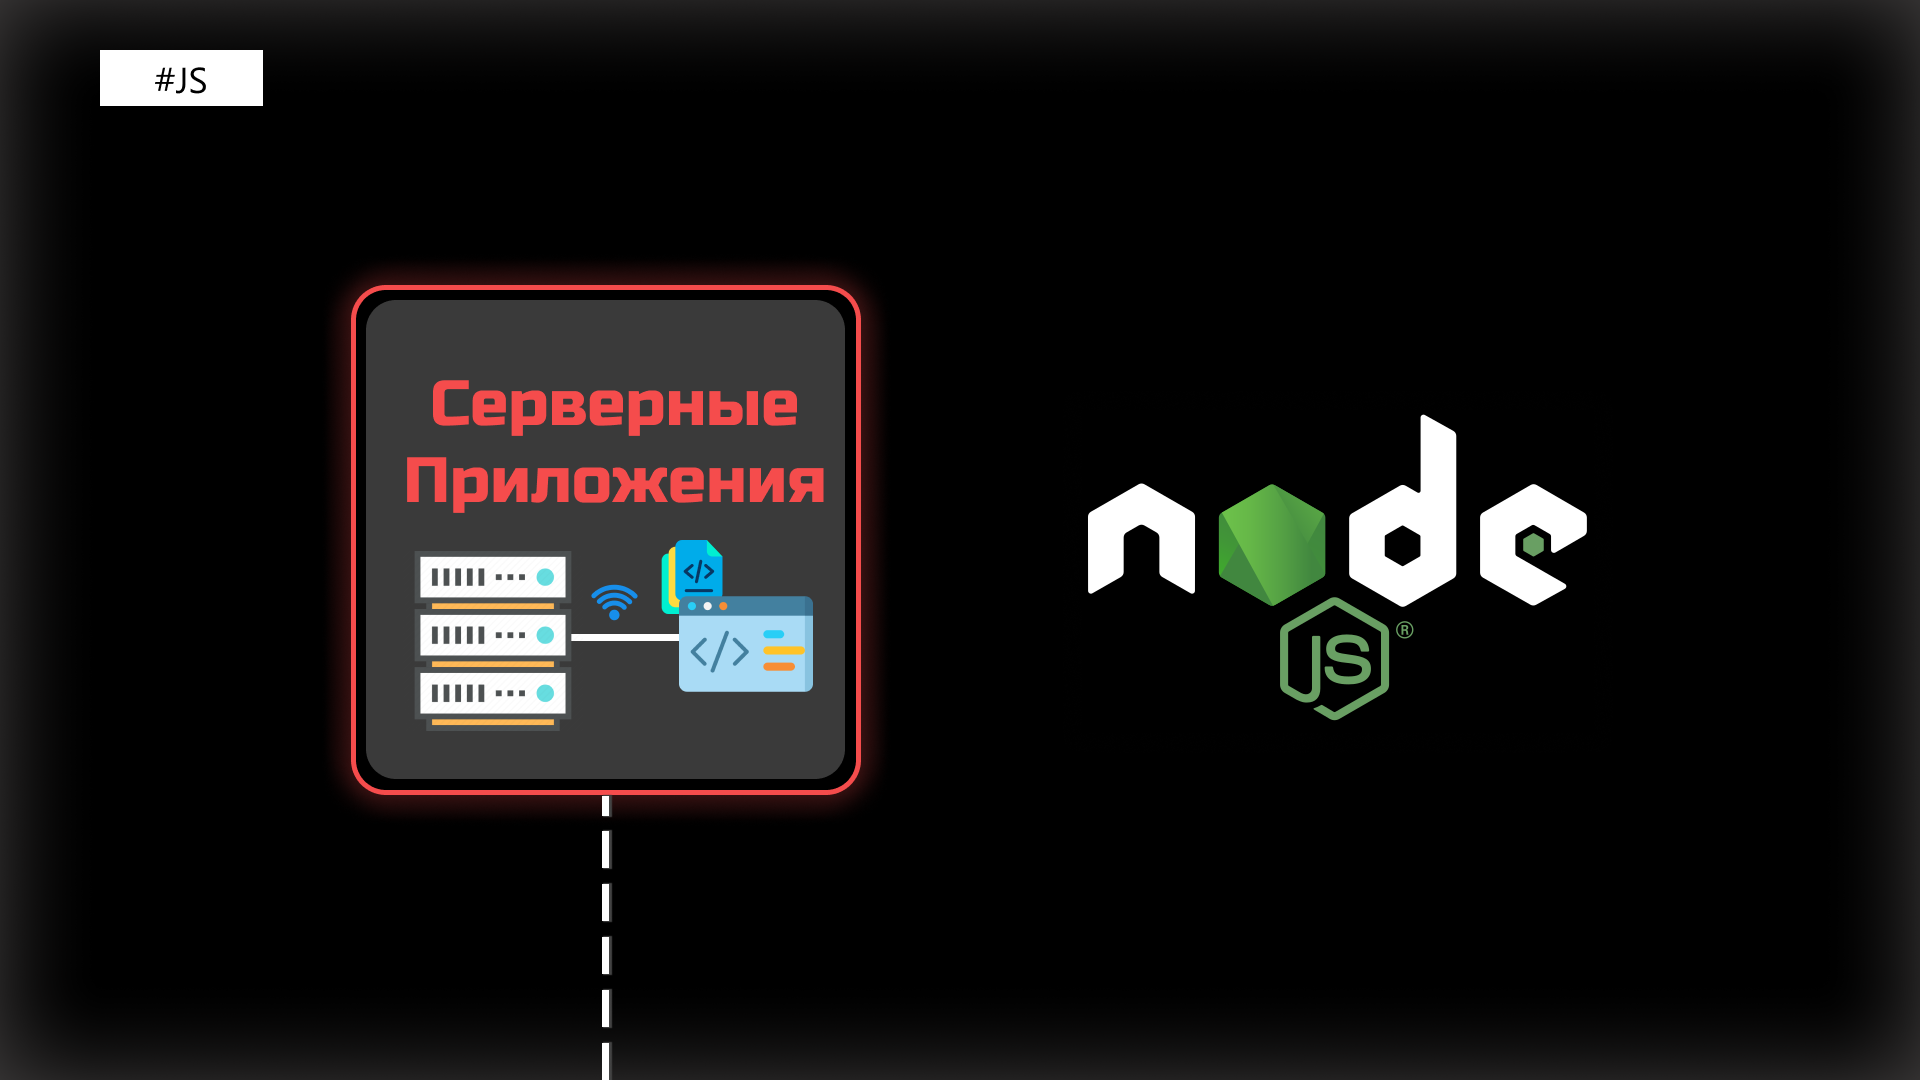 #JS
Серверные
Приложения
</>
</>
node
JS®